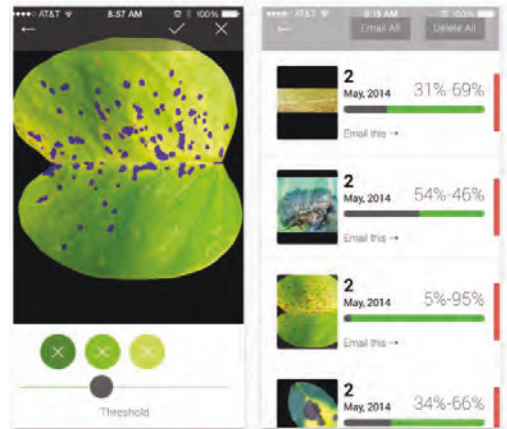 AT&T 8:57 AM 100%
Threshold
AT&T 8:13 AM 100%
Email All Delete All
2
May, 2014 31%-69%
Email this →
2
May, 2014 54%-46%
Email this →
2
May, 2014 5%-95%
Email this →
2
May, 2014 34%-66%